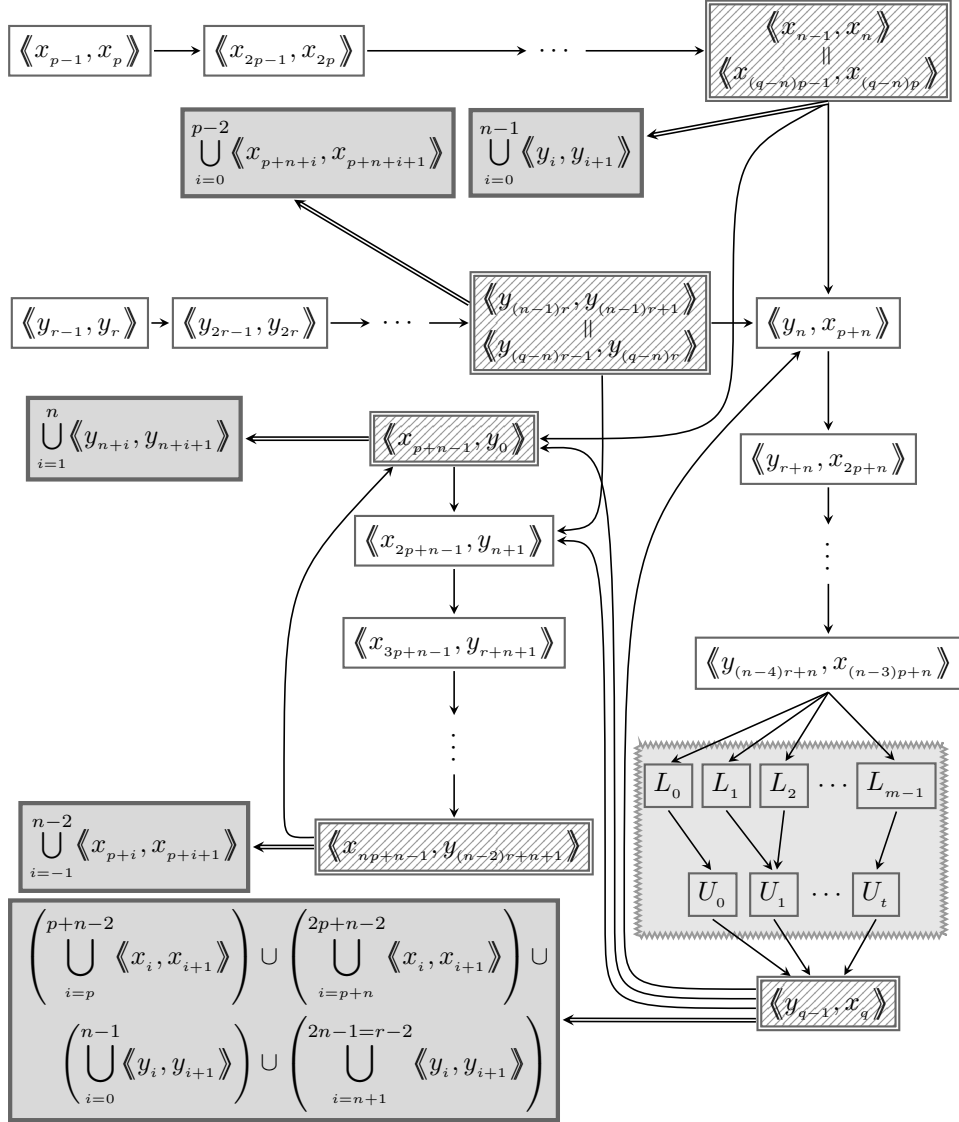 ⟪x_{p−1}, x_p⟫ ⟪x_{2p−1}, x_{2p}⟫ ⋯ ⟪x_{n−1}, x_n⟫
||
⟪x_{(q−n)p−1}, x_{(q−n)p}⟫
⋃_{i=0}^{p−2} ⟪x_{p+n+i}, x_{p+n+i+1}⟫ ⋃_{i=0}^{n−1} ⟪y_i, y_{i+1}⟫
⟪y_{r−1}, y_r⟫ ⟪y_{2r−1}, y_{2r}⟫ ⋯ ⟪y_{(n−1)r}, y_{(n−1)r+1}⟫
||
⟪y_{(q−n)r−1}, y_{(q−n)r}⟫
⟪y_n, x_{p+n}⟫
⋃_{i=1}^{n} ⟪y_{n+i}, y_{n+i+1}⟫ ⟪x_{p+n−1}, y_0⟫
⟪y_{r+n}, x_{2p+n}⟫
⟪x_{2p+n−1}, y_{n+1}⟫
⋮
⟪x_{3p+n−1}, y_{r+n+1}⟫
⟪y_{(n−4)r+n}, x_{(n−3)p+n}⟫
⋮
L_0 L_1 L_2 ⋯ L_{m−1}
⋃_{i=−1}^{n−2} ⟪x_{p+i}, x_{p+i+1}⟫ ⟪x_{np+n−1}, y_{(n−2)r+n+1}⟫
U_0 U_1 ⋯ U_t
(⋃_{i=p}^{p+n−2} ⟪x_i, x_{i+1}⟫) ∪ (⋃_{i=p+n}^{2p+n−2} ⟪x_i, x_{i+1}⟫) ∪
⟪y_{q−1}, x_q⟫
(⋃_{i=0}^{n−1} ⟪y_i, y_{i+1}⟫) ∪ (⋃_{i=n+1}^{2n−1=r−2} ⟪y_i, y_{i+1}⟫)